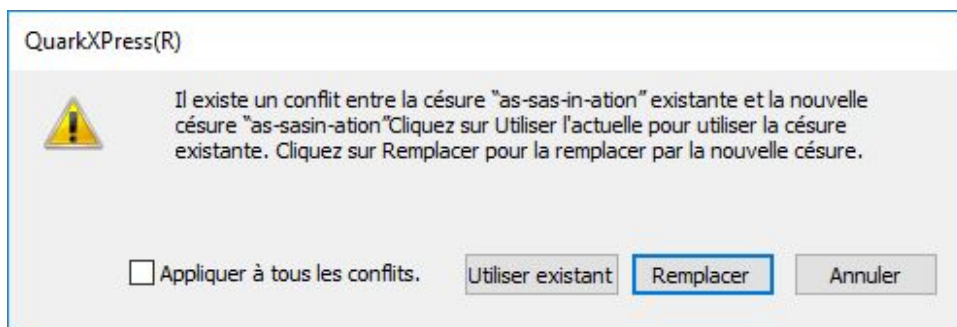 QuarkXPress(R)
Il existe un conflit entre la césure "as-sas-in-ation" existante et la nouvelle
césure "as-sasin-ation"Cliquez sur Utiliser l'actuelle pour utiliser la césure
existante. Cliquez sur Remplacer pour la remplacer par la nouvelle césure.
Appliquer à tous les conflits.
Utiliser existant
Remplacer
Annuler